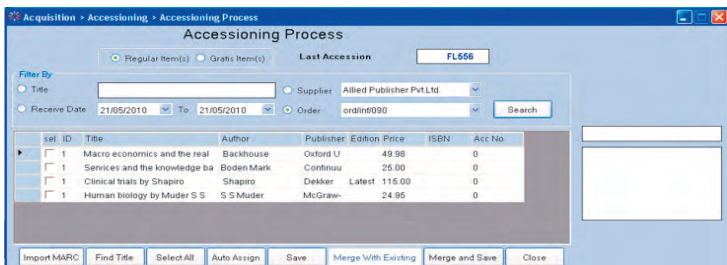 Acquisition > Accessioning > Accessioning Process
Accessioning Process
Regular Item(s) Gratis Item(s) Last Accession FL556
Filter By
Title Supplier Allied Publisher Pvt.Ltd.
Receive Date 21/05/2010 To 21/05/2010 Order ord/inf/090 Search
sel ID Title Author Publisher Edition Price ISBN Acc No.
1 Macro economics and the real Backhouse Oxford U 49.98 0
1 Services and the knowledge ba Boden Mark Continuu 25.00 0
1 Clinical trials by Shapiro Shapiro Dekker Latest 115.00 0
1 Human biology by Muder S S S S Muder McGraw- 24.95 0
Import MARC Find Title Select All Auto Assign Save Merge With Existing Merge and Save Close